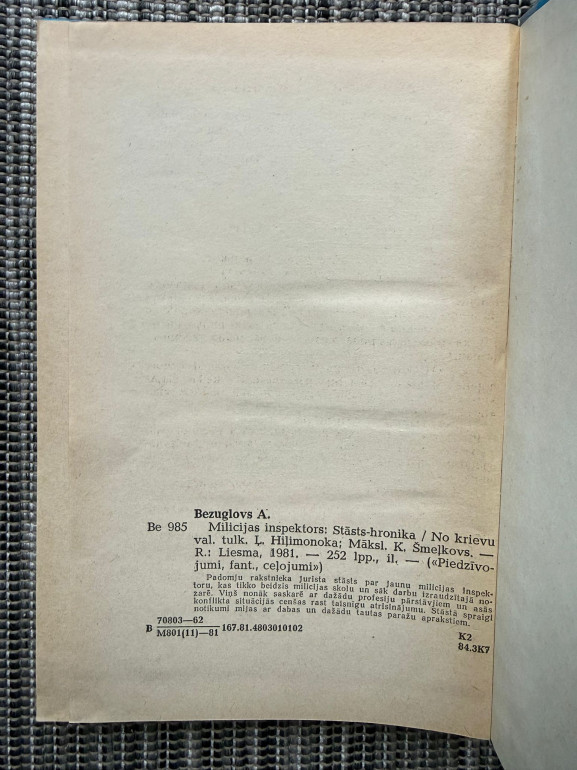 Bezuglovs A.
Be 985 Milicijas inspektors: Stāsts-hronika / No krievu
val. tulk. Ļ. Hiļimonoka; Māksl. K. Šmeļkovs. —
R.: Liesma, 1981. — 252 lpp., il. — («Piedzīvo-
jumi, fant., ceļojumi»)
Padomju rakstnieka jurista stāsts par jaunu milicijas inspek-
toru, kas tikko beidzis milicijas skolu un sāk darbu izraudzītajā no-
zarē. Viņš nonāk saskarē ar dažādu profesiju pārstāvjiem un asās
konflikta situācijās cenšas rast taisnīgu atrisinājumu. Stāstā spraigi
notikumi mijas ar dabas un dažādu tautas paražu aprakstiem.
70803—62
B 167.81.4803010102
M801(11)—81
K2
84.3K7